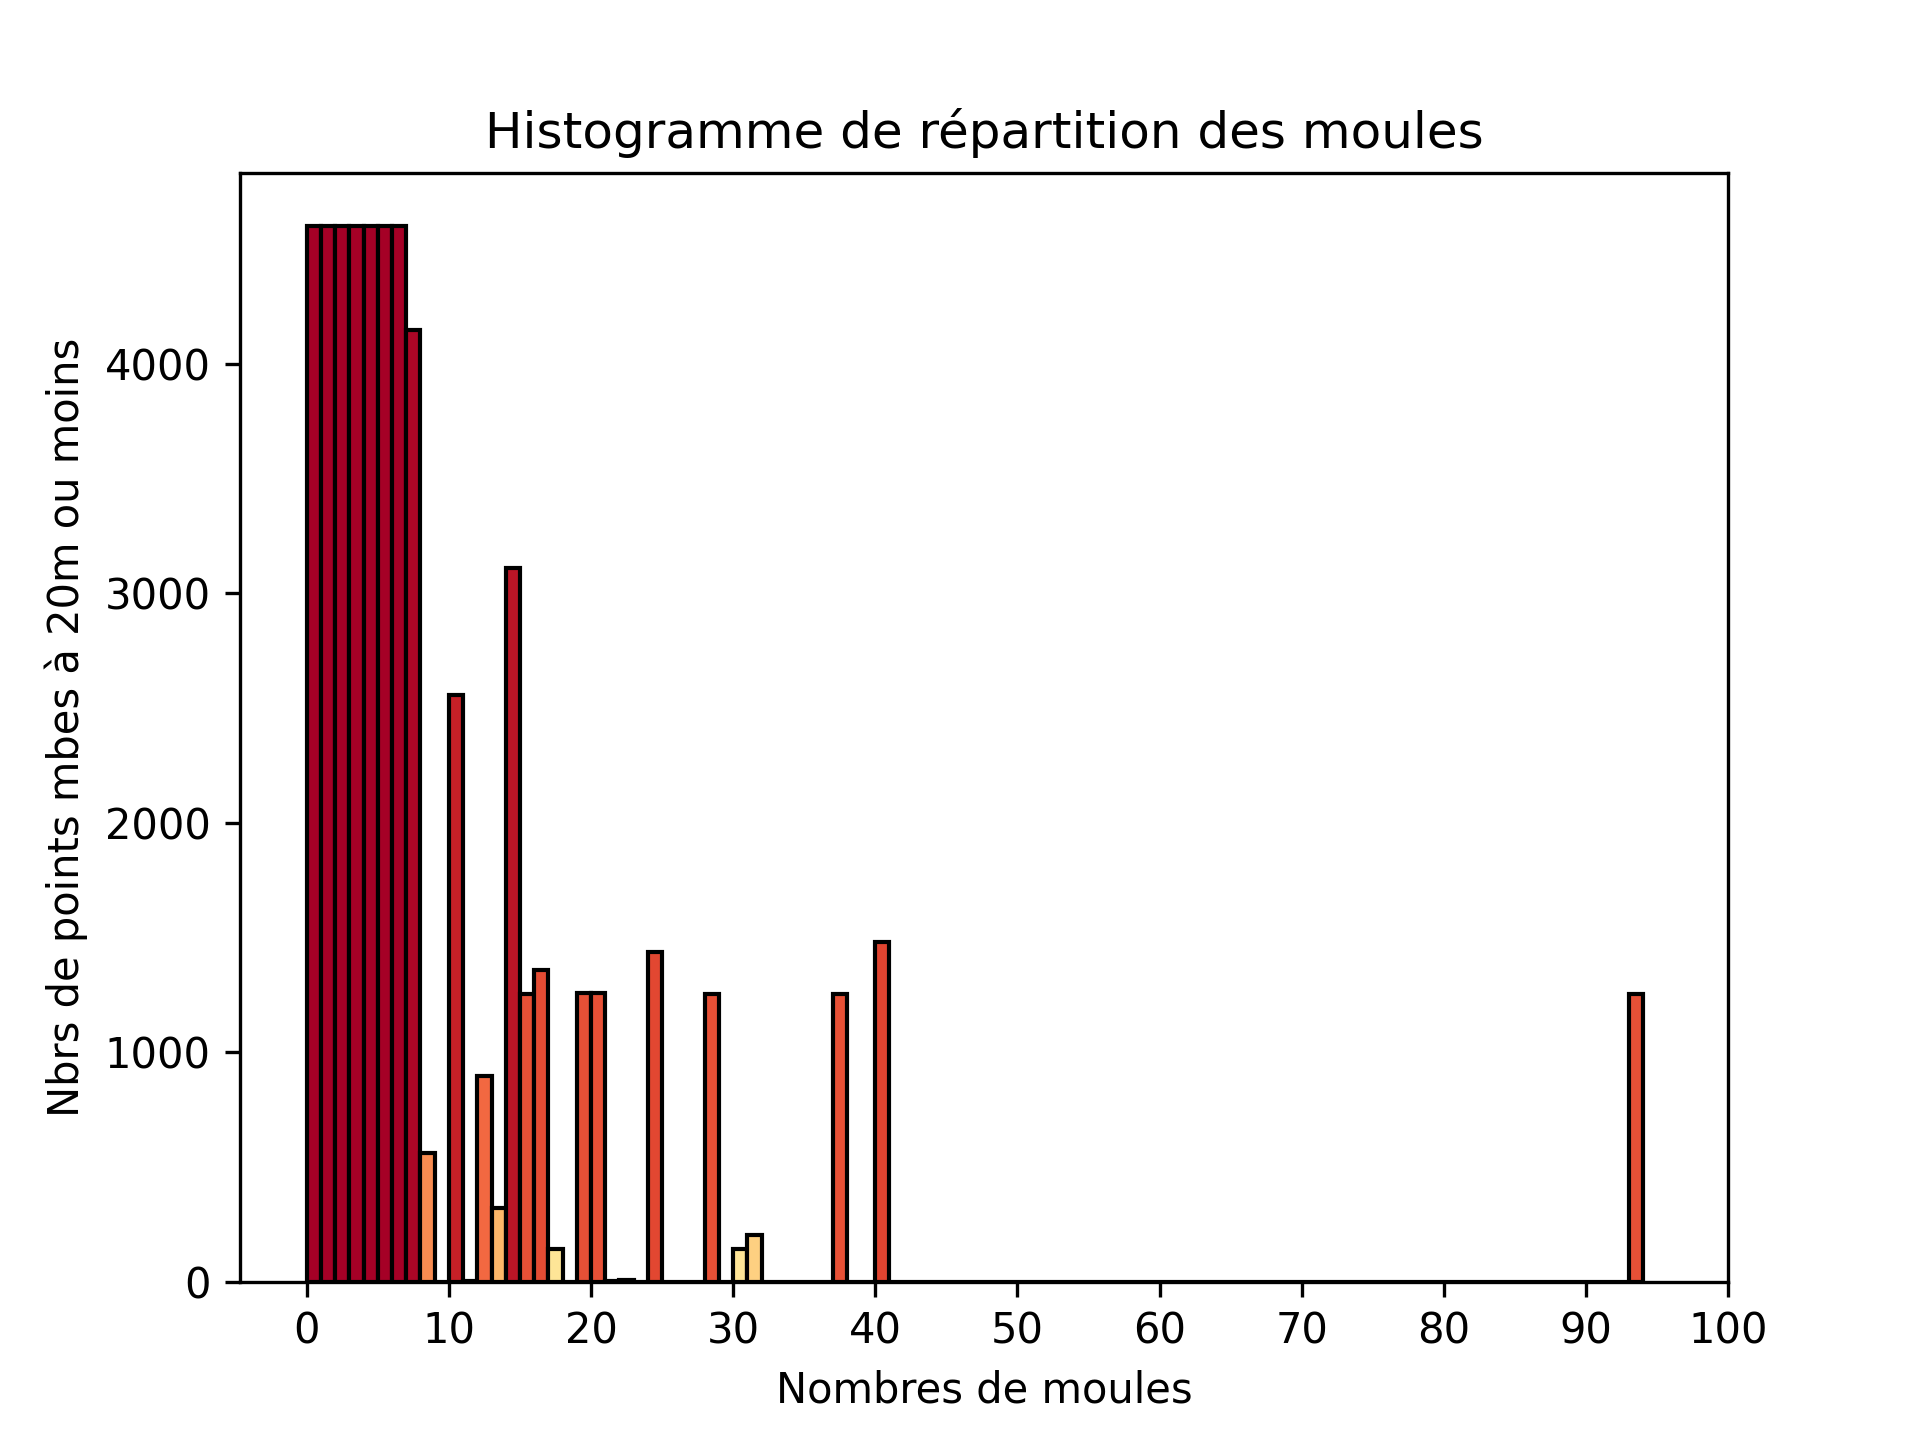 Histogramme de répartition des moules
Nbrs de points mbes à 20m ou moins
4000
3000
2000
1000
0
0 10 20 30 40 50 60 70 80 90 100
Nombres de moules